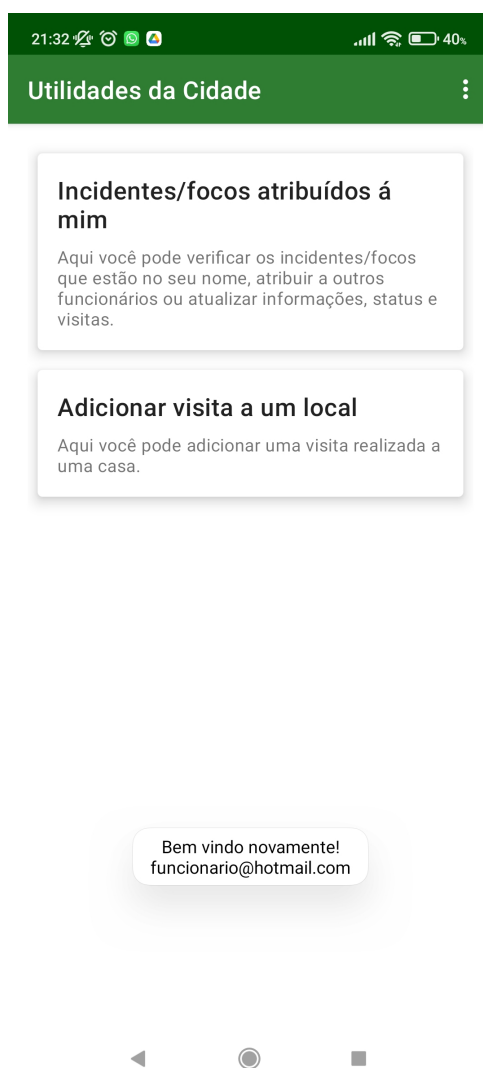 21:32 40%
Utilidades da Cidade
Incidentes/focos atribuídos á
mim
Aqui você pode verificar os incidentes/focos
que estão no seu nome, atribuir a outros
funcionários ou atualizar informações, status e
visitas.
Adicionar visita a um local
Aqui você pode adicionar uma visita realizada a
uma casa.
Bem vindo novamente!
funcionario@hotmail.com